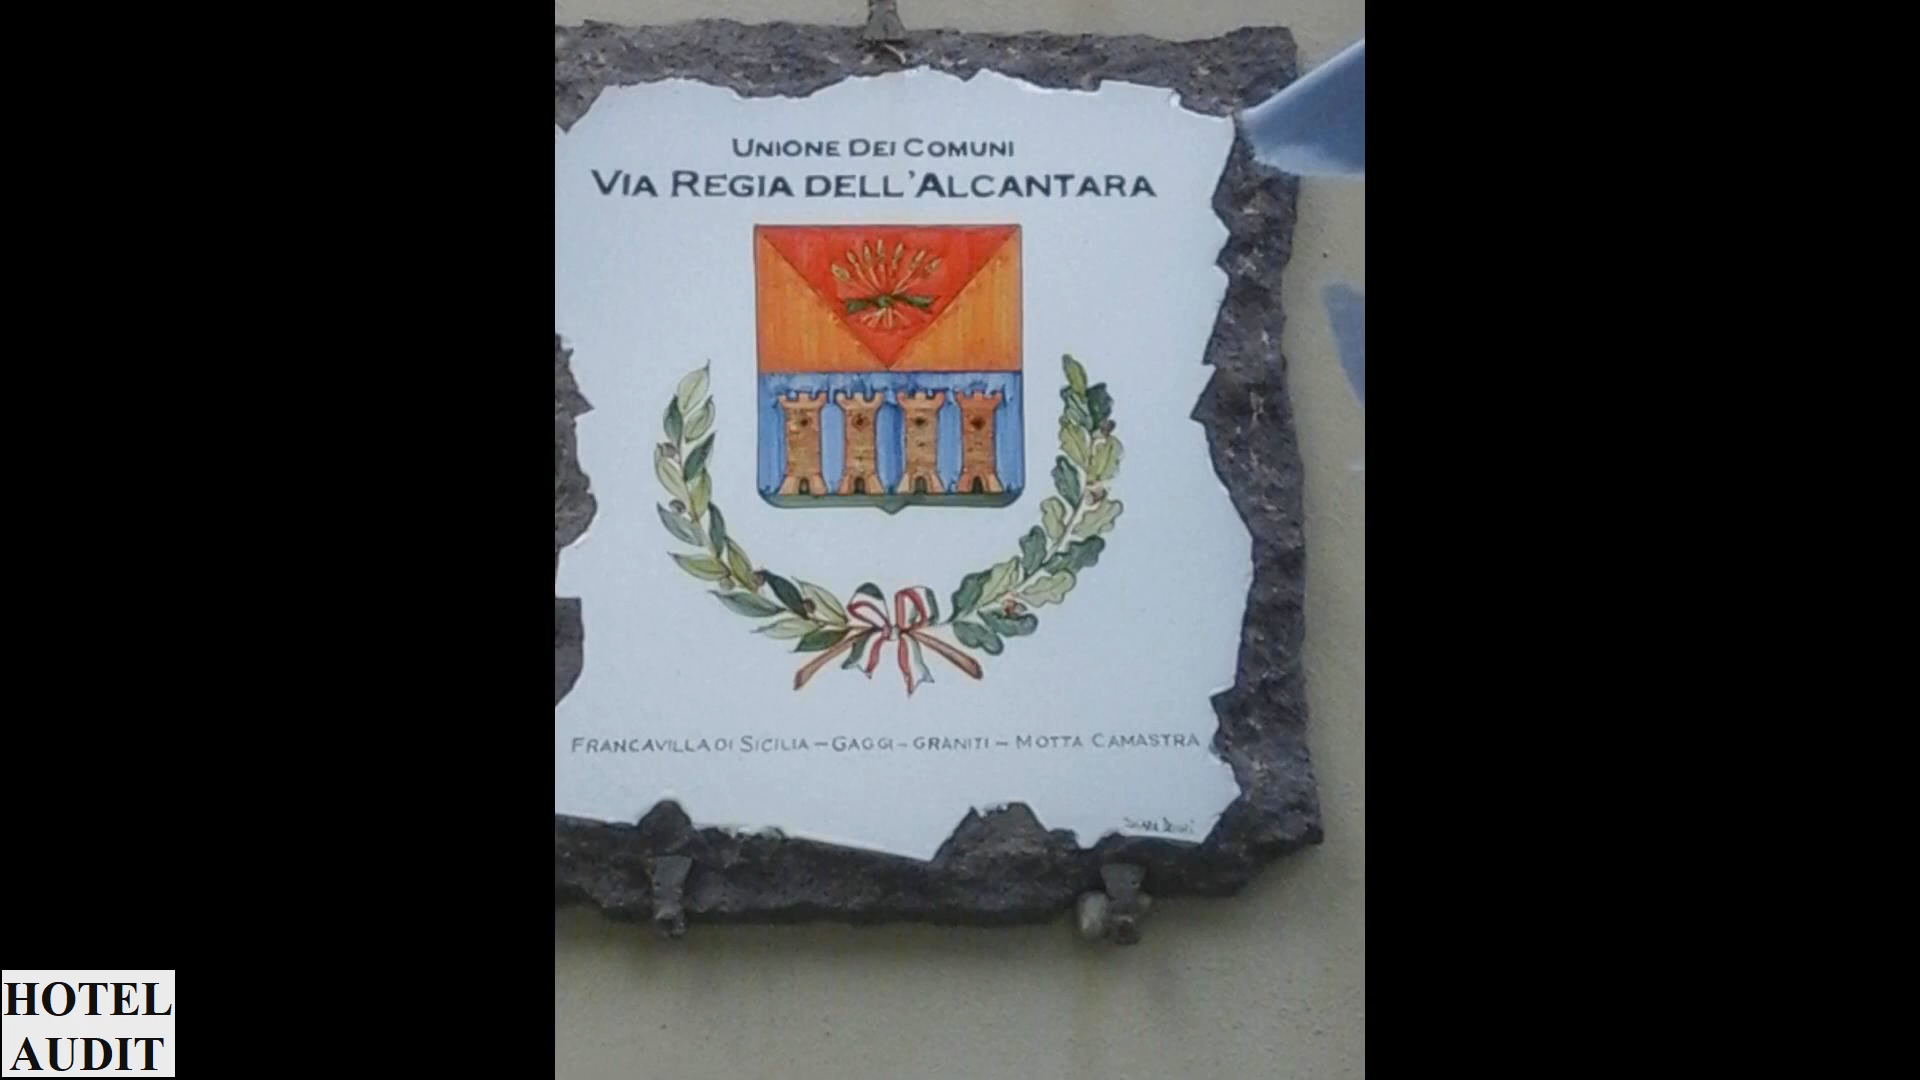 UNIONE DEI COMUNI
VIA REGIA DELL'ALCANTARA
FRANCAVILLA DI SICILIA - GAGGI - GRANITI - MOTTA CAMASTRA
HOTEL
AUDIT